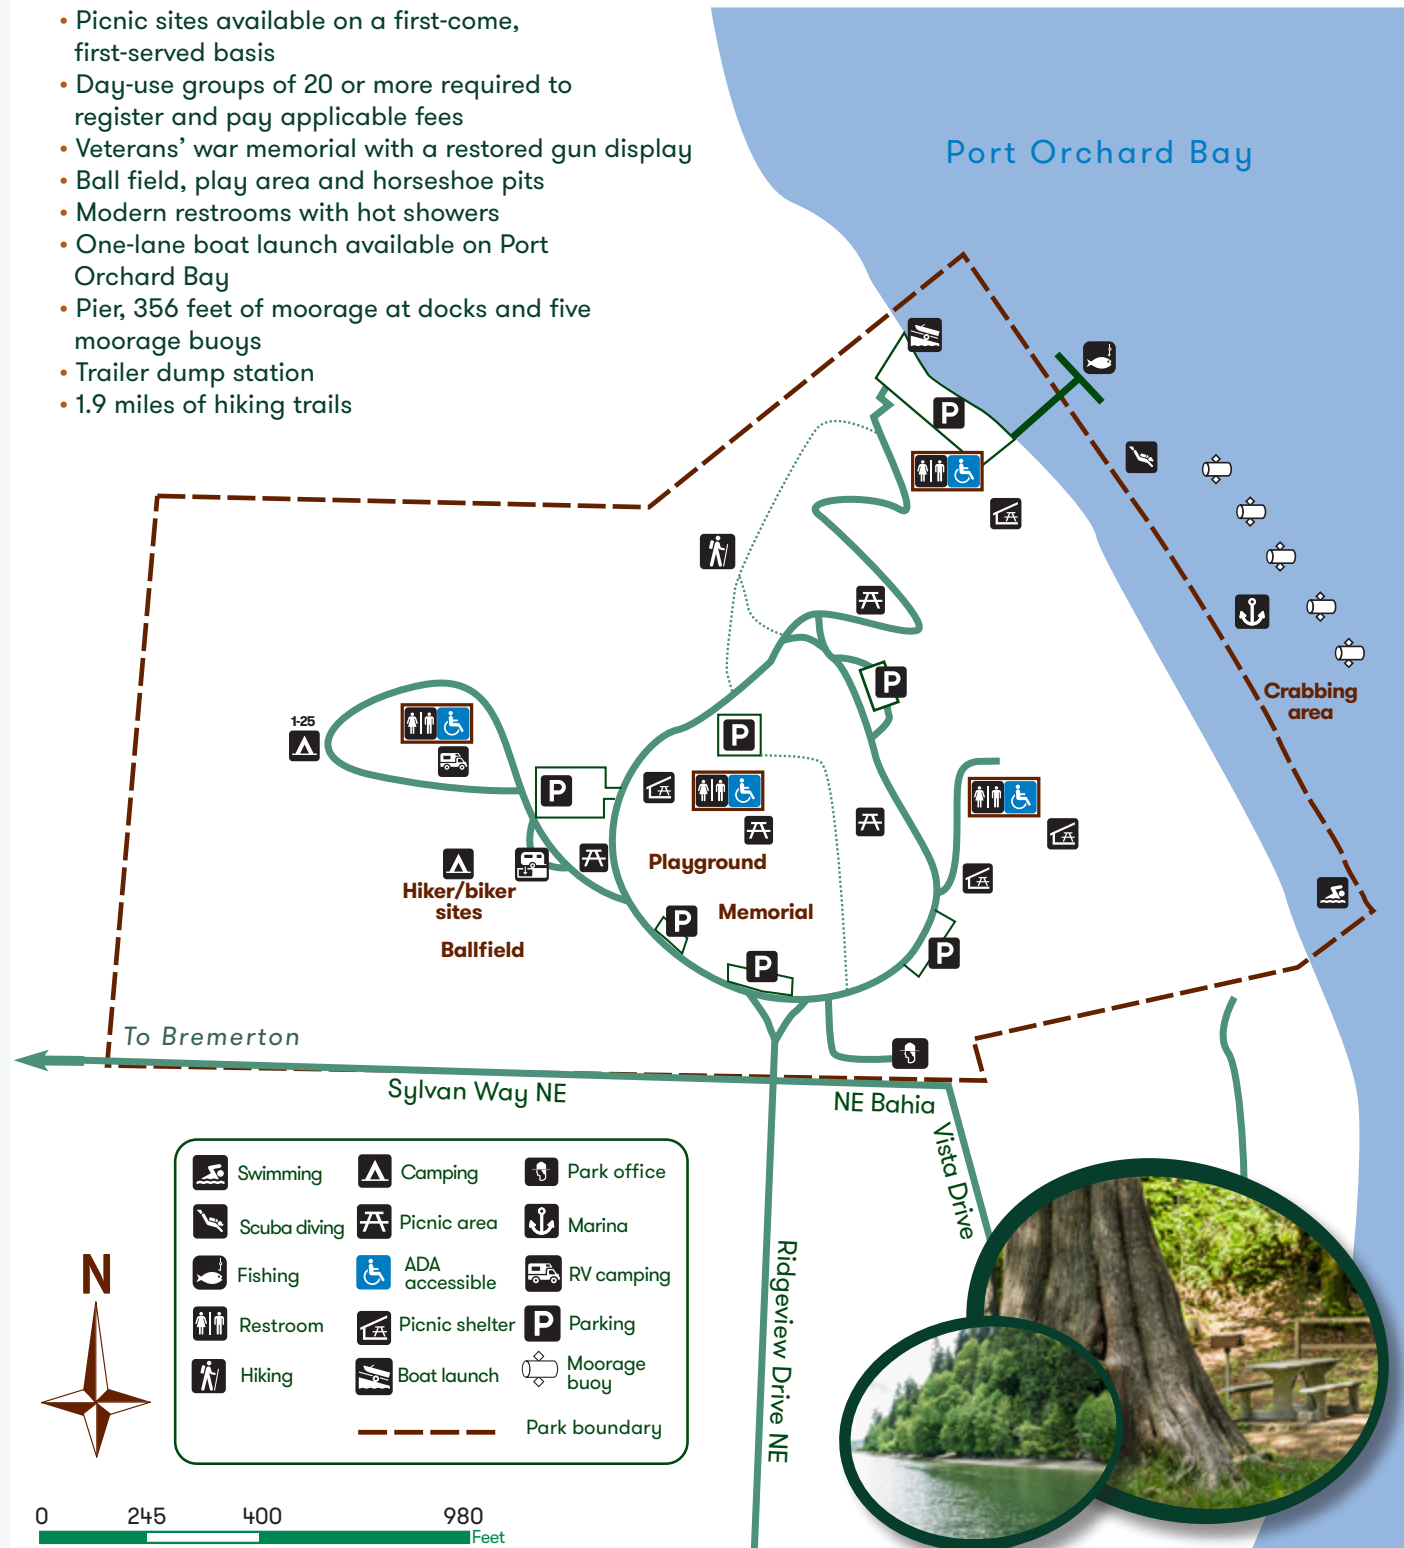 • Picnic sites available on a first-come,
first-served basis
• Day-use groups of 20 or more required to
register and pay applicable fees
• Veterans’ war memorial with a restored gun display
• Ball field, play area and horseshoe pits
• Modern restrooms with hot showers
• One-lane boat launch available on Port
Orchard Bay
• Pier, 356 feet of moorage at docks and five
moorage buoys
• Trailer dump station
• 1.9 miles of hiking trails
Port Orchard Bay
P
P
Crabbing
area
1-25
P
P
Playground
Hiker/biker
sites
Memorial
P
Ballfield
P
P
To Bremerton
Sylvan Way NE
NE Bahia
Vista Drive
Ridgeview Drive NE
Swimming
Camping
Park office
Scuba diving
Picnic area
Marina
Fishing
ADA
accessible
RV camping
Restroom
Picnic shelter
P Parking
Hiking
Boat launch
Moorage
buoy
Park boundary
N
0 245 400 980
Feet